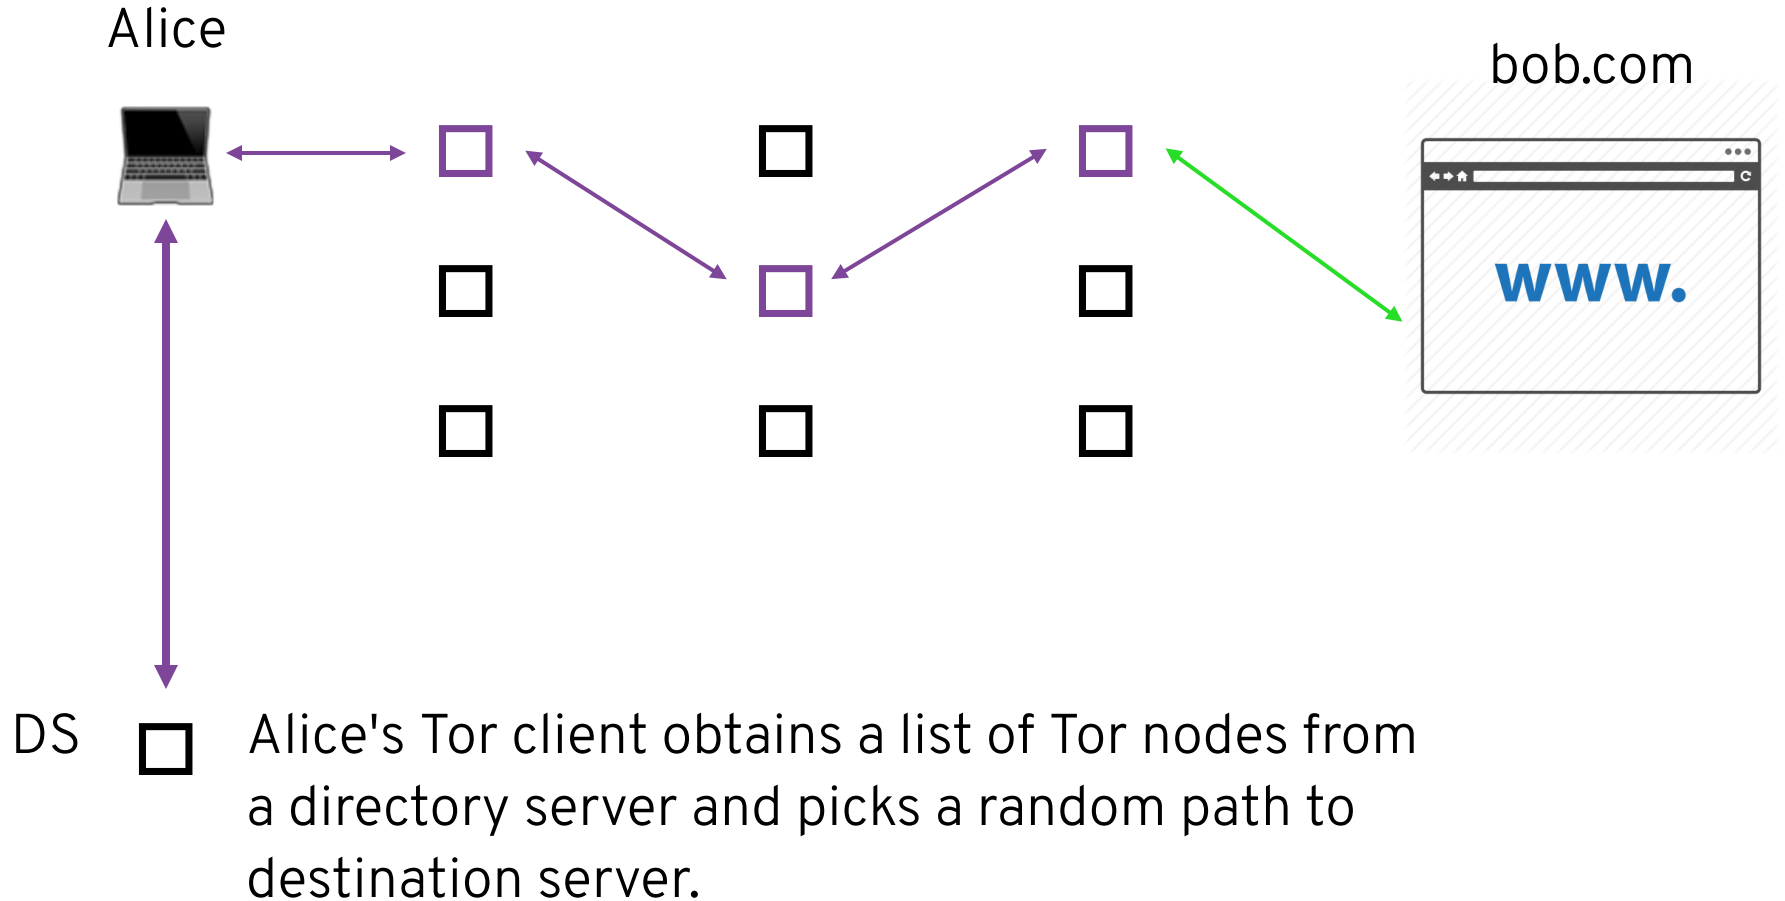 Alice
bob.com
www.
DS
Alice's Tor client obtains a list of Tor nodes from
a directory server and picks a random path to
destination server.